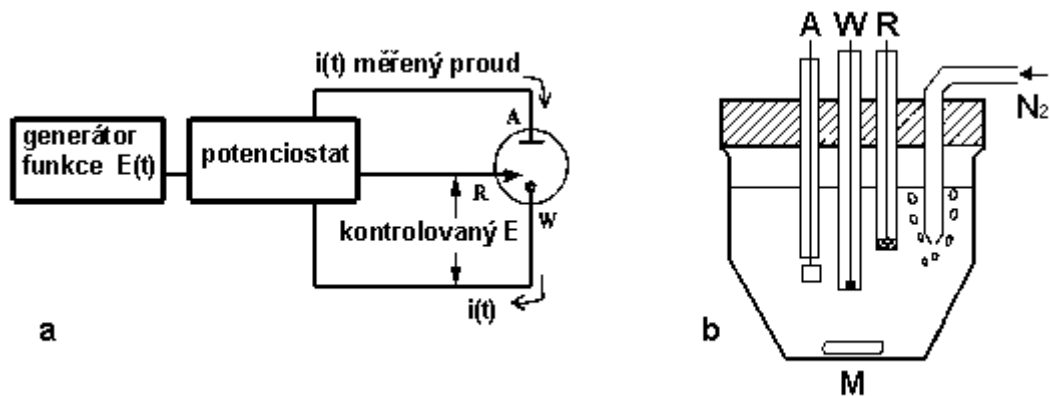 i(t) měřený proud
A
generátor
funkce E(t)
potenciostat
R
W
kontrolovaný E
i(t)
a
A W R
N₂
b
M